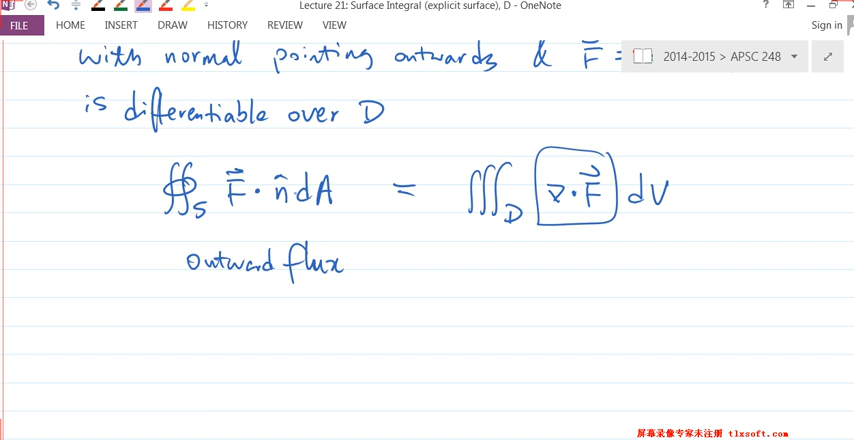 Lecture 21: Surface Integral (explicit surface), D - OneNote
FILE HOME INSERT DRAW HISTORY REVIEW VIEW Sign in
with normal pointing outwards & F⃗ =
2014-2015 > APSC 248
is differentiable over D
∯_S F⃗ · n̂ dA = ∭_D ∇·F⃗ dV
outward flux
屏幕录像专家未注册 tlxsoft.com